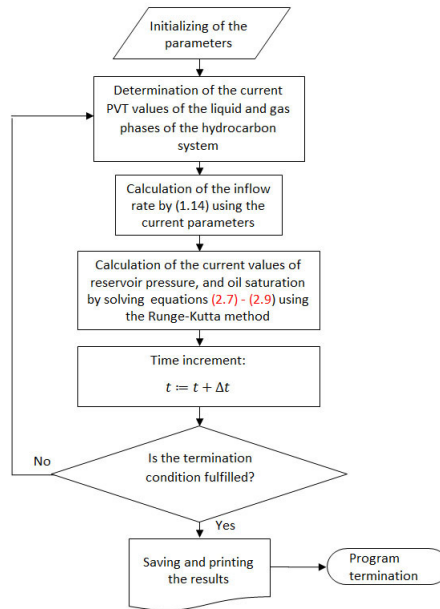 Initializing of the
parameters
Determination of the current
PVT values of the liquid and gas
phases of the hydrocarbon
system
Calculation of the inflow
rate by (1.14) using the
current parameters
Calculation of the current values of
reservoir pressure, and oil saturation
by solving equations (2.7) - (2.9) using
the Runge-Kutta method
Time increment:
t ≔ t + Δt
Is the termination
condition fulfilled?
No
Yes
Saving and printing
the results
Program
termination